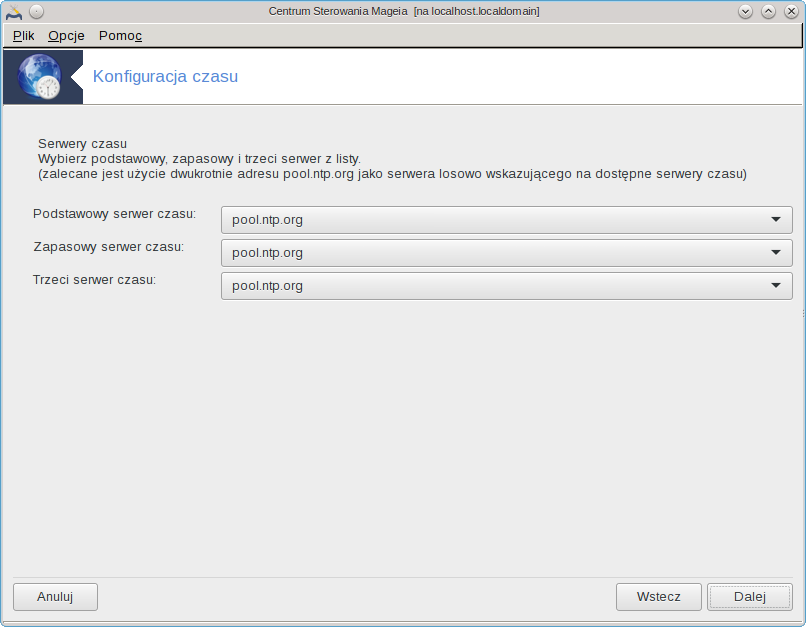 Centrum Sterowania Mageia [na localhost.localdomain]
Plik Opcje Pomoc
Konfiguracja czasu
Serwery czasu
Wybierz podstawowy, zapasowy i trzeci serwer z listy.
(zalecane jest użycie dwukrotnie adresu pool.ntp.org jako serwera losowo wskazującego na dostępne serwery czasu)
Podstawowy serwer czasu: pool.ntp.org
Zapasowy serwer czasu: pool.ntp.org
Trzeci serwer czasu: pool.ntp.org
Anuluj Wstecz Dalej